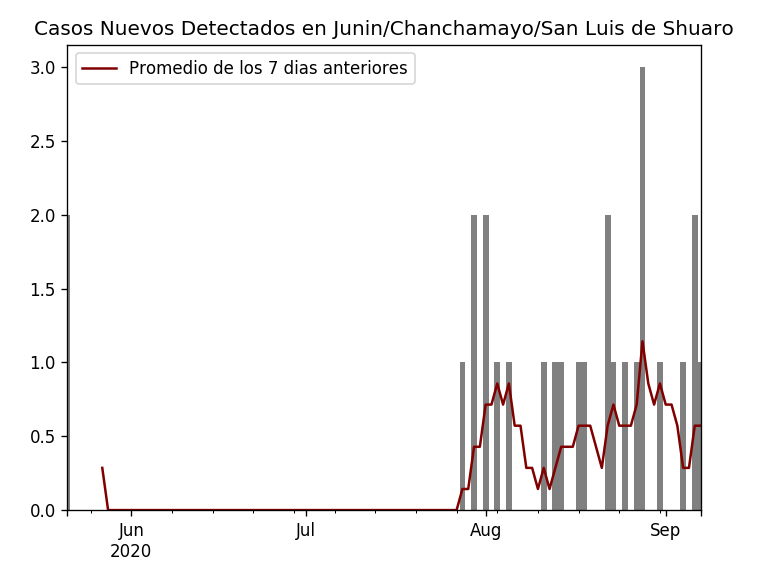 Casos Nuevos Detectados en Junin/Chanchamayo/San Luis de Shuaro
Promedio de los 7 dias anteriores
3.0
2.5
2.0
1.5
1.0
0.5
0.0
Jun Jul Aug Sep
2020